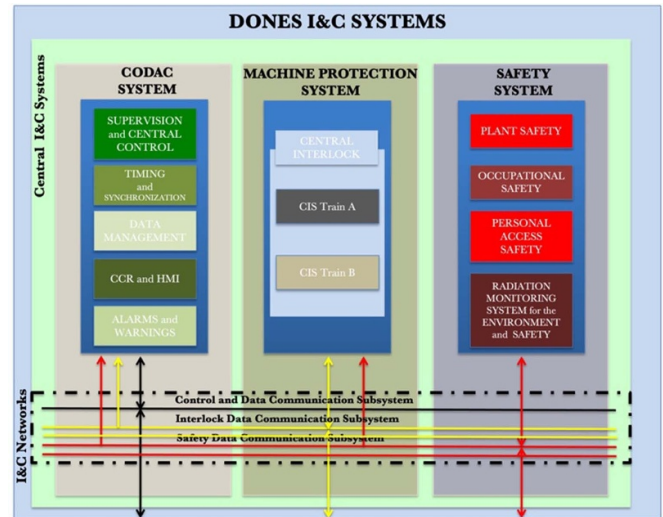 DONES I&C SYSTEMS
Central I&C Systems
CODAC
SYSTEM
SUPERVISION
and CENTRAL
CONTROL
TIMING
and
SYNCHRONIZATION
DATA
MANAGEMENT
CCR and HMI
ALARMS and
WARNINGS
MACHINE PROTECTION
SYSTEM
CENTRAL
INTERLOCK
CIS Train A
CIS Train B
SAFETY
SYSTEM
PLANT SAFETY
OCCUPATIONAL
SAFETY
PERSONAL
ACCESS
SAFETY
RADIATION
MONITORING
SYSTEM for the
ENVIRONMENT
and SAFETY
I&C Networks
Control and Data Communication Subsystem
Interlock Data Communication Subsystem
Safety Data Communication Subsystem